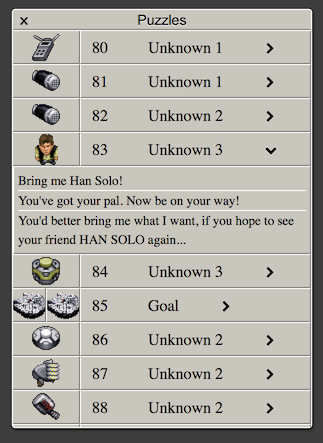 × Puzzles
80 Unknown 1
81 Unknown 1
82 Unknown 2
83 Unknown 3
Bring me Han Solo!
You've got your pal. Now be on your way!
You'd better bring me what I want, if you hope to see
your friend HAN SOLO again...
84 Unknown 3
85 Goal
86 Unknown 2
87 Unknown 2
88 Unknown 2